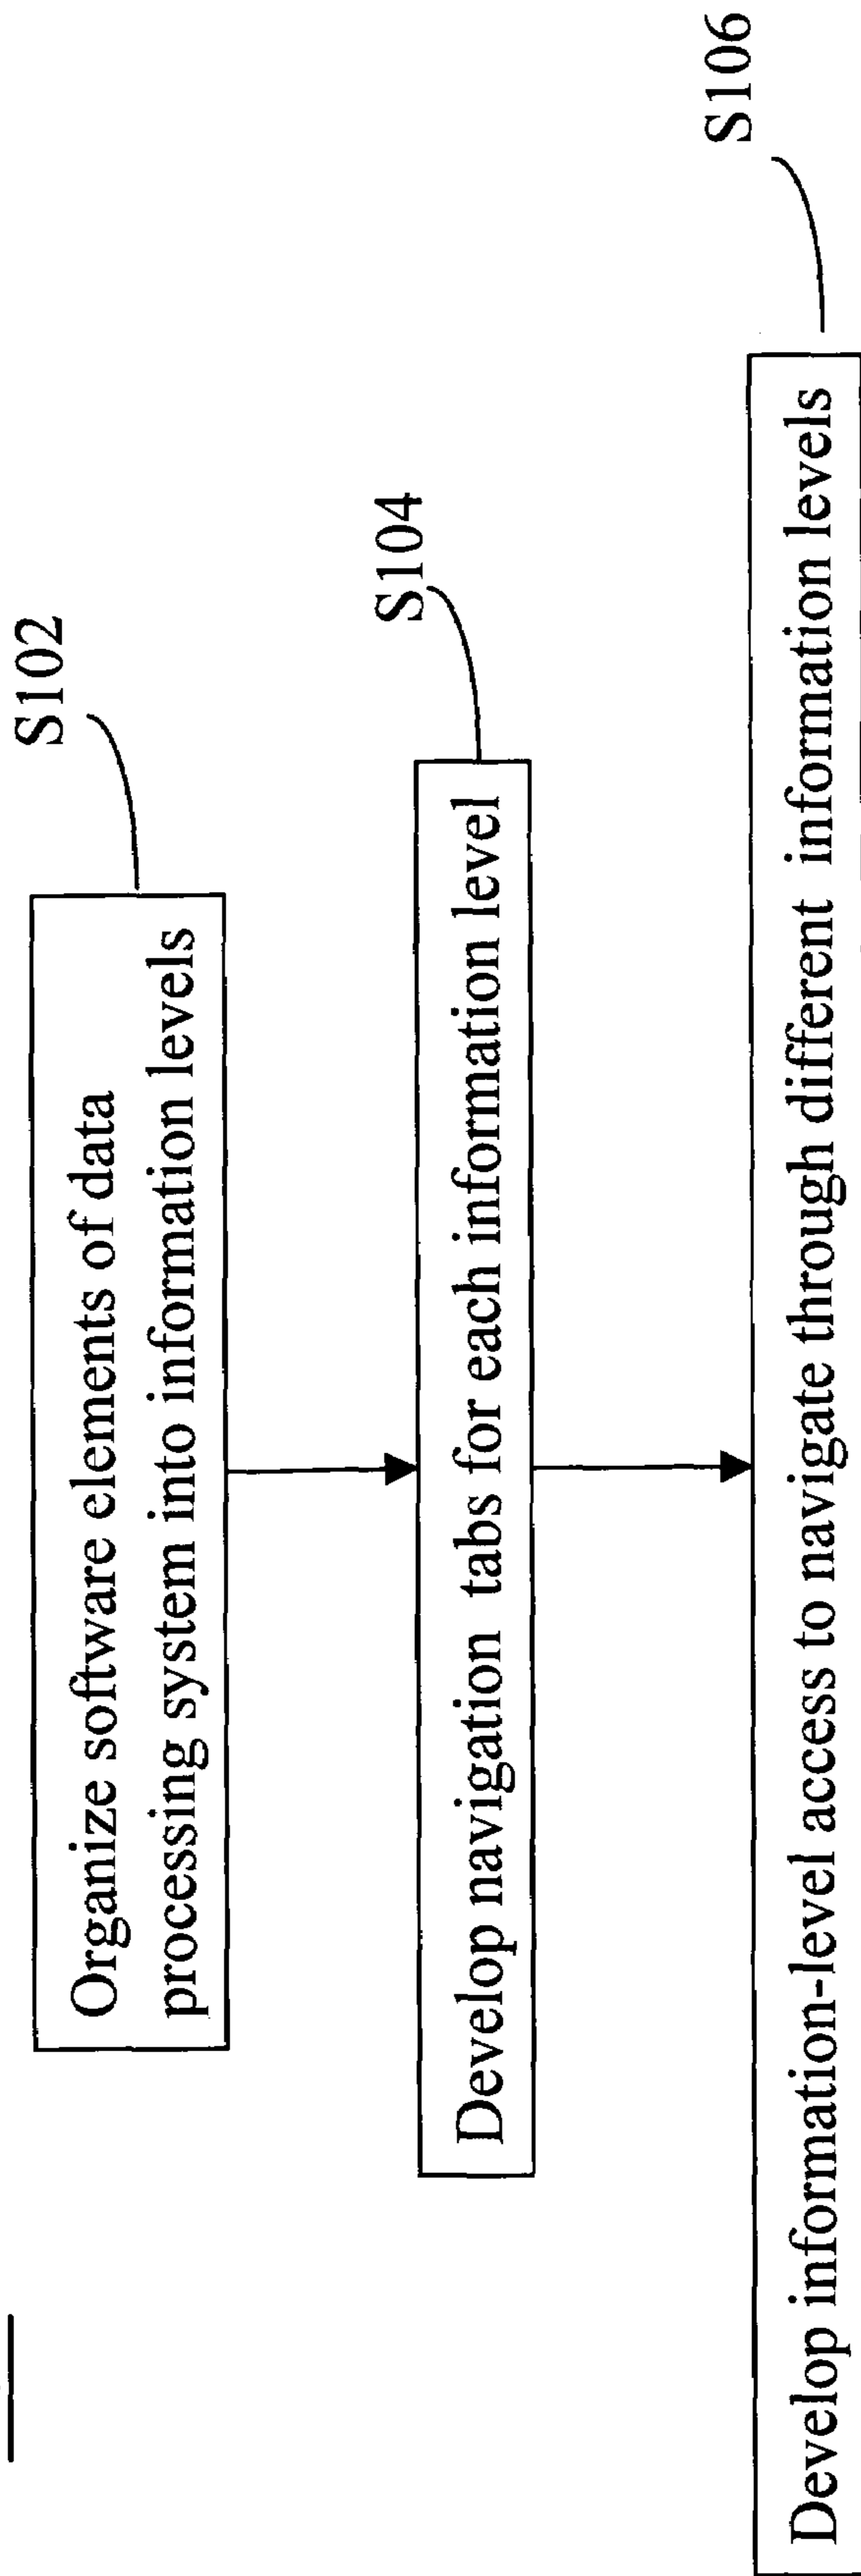 S102
Organize software elements of data
processing system into information levels
S104
Develop navigation tabs for each information level
S106
Develop information-level access to navigate through different information levels